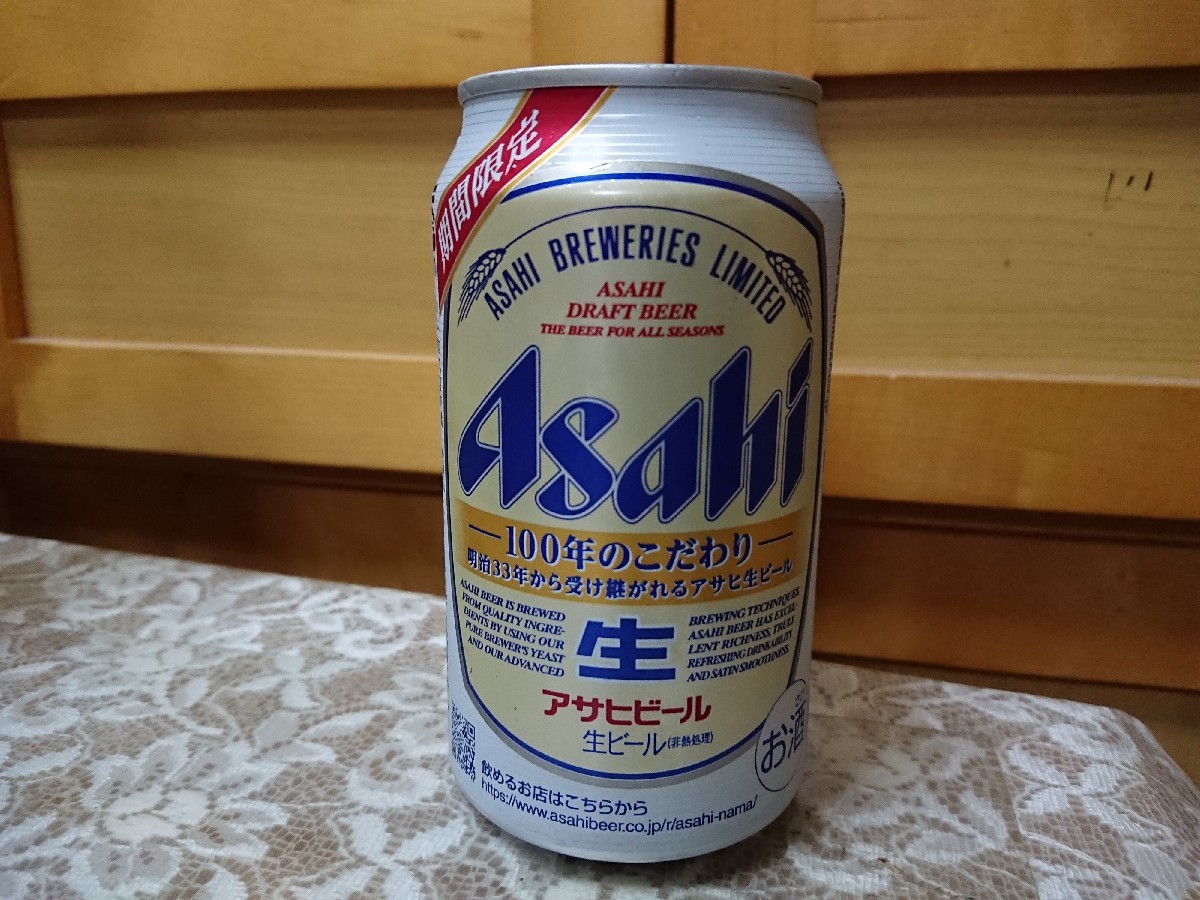 期間限定
ASAHI BREWERIES LIMITED
ASAHI
DRAFT BEER
THE BEER FOR ALL SEASONS
Asahi
100年のこだわり
明治33年から受け継がれるアサヒ生ビール
ASAHI BEER IS BREWED
FROM QUALITY INGRE-
DIENTS BY USING OUR
PURE BREWER'S YEAST
AND OUR ADVANCED
生
BREWING TECHNIQUES
ASAHI BEER HAS EXCEL-
LENT RICHNESS, TRULY
REFRESHING DRINKABILITY
AND SATIN SMOOTHNESS
アサヒビール
生ビール(非熱処理)
お酒
飲めるお店はこちらから
https://www.asahibeer.co.jp/r/asahi-nama/